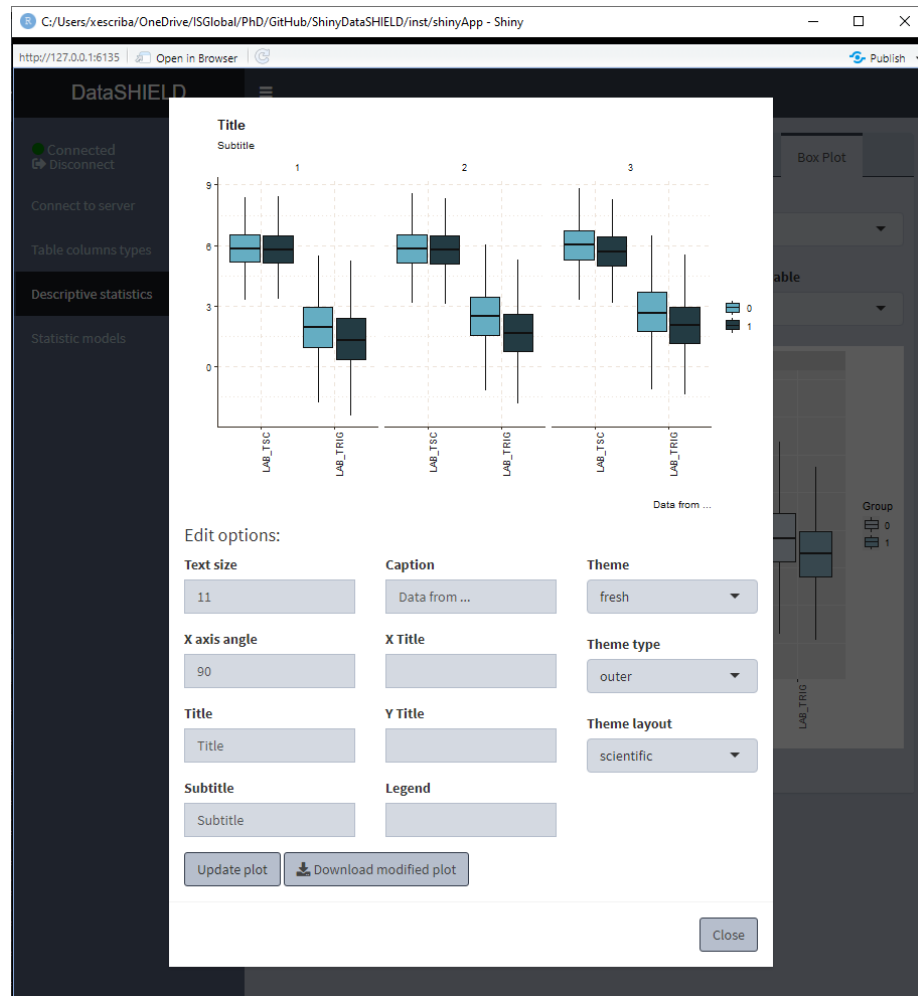 C:/Users/xescriba/OneDrive/ISGlobal/PhD/GitHub/ShinyDataSHIELD/inst/shinyApp - Shiny
http://127.0.0.1:6135 Open in Browser Publish
DataSHIELD
Connected
Disconnect
Connect to server
Table columns types
Descriptive statistics
Statistic models
Box Plot
able
Group
0
1
LAB_TRIG
Title
Subtitle
1 2 3
9
6
3
0
0
1
LAB_TSC LAB_TRIG LAB_TSC LAB_TRIG LAB_TSC LAB_TRIG
Data from ...
Edit options:
Text size Caption Theme
11 Data from ... fresh
X axis angle X Title Theme type
90 outer
Title Y Title Theme layout
Title scientific
Subtitle Legend
Subtitle
Update plot Download modified plot
Close